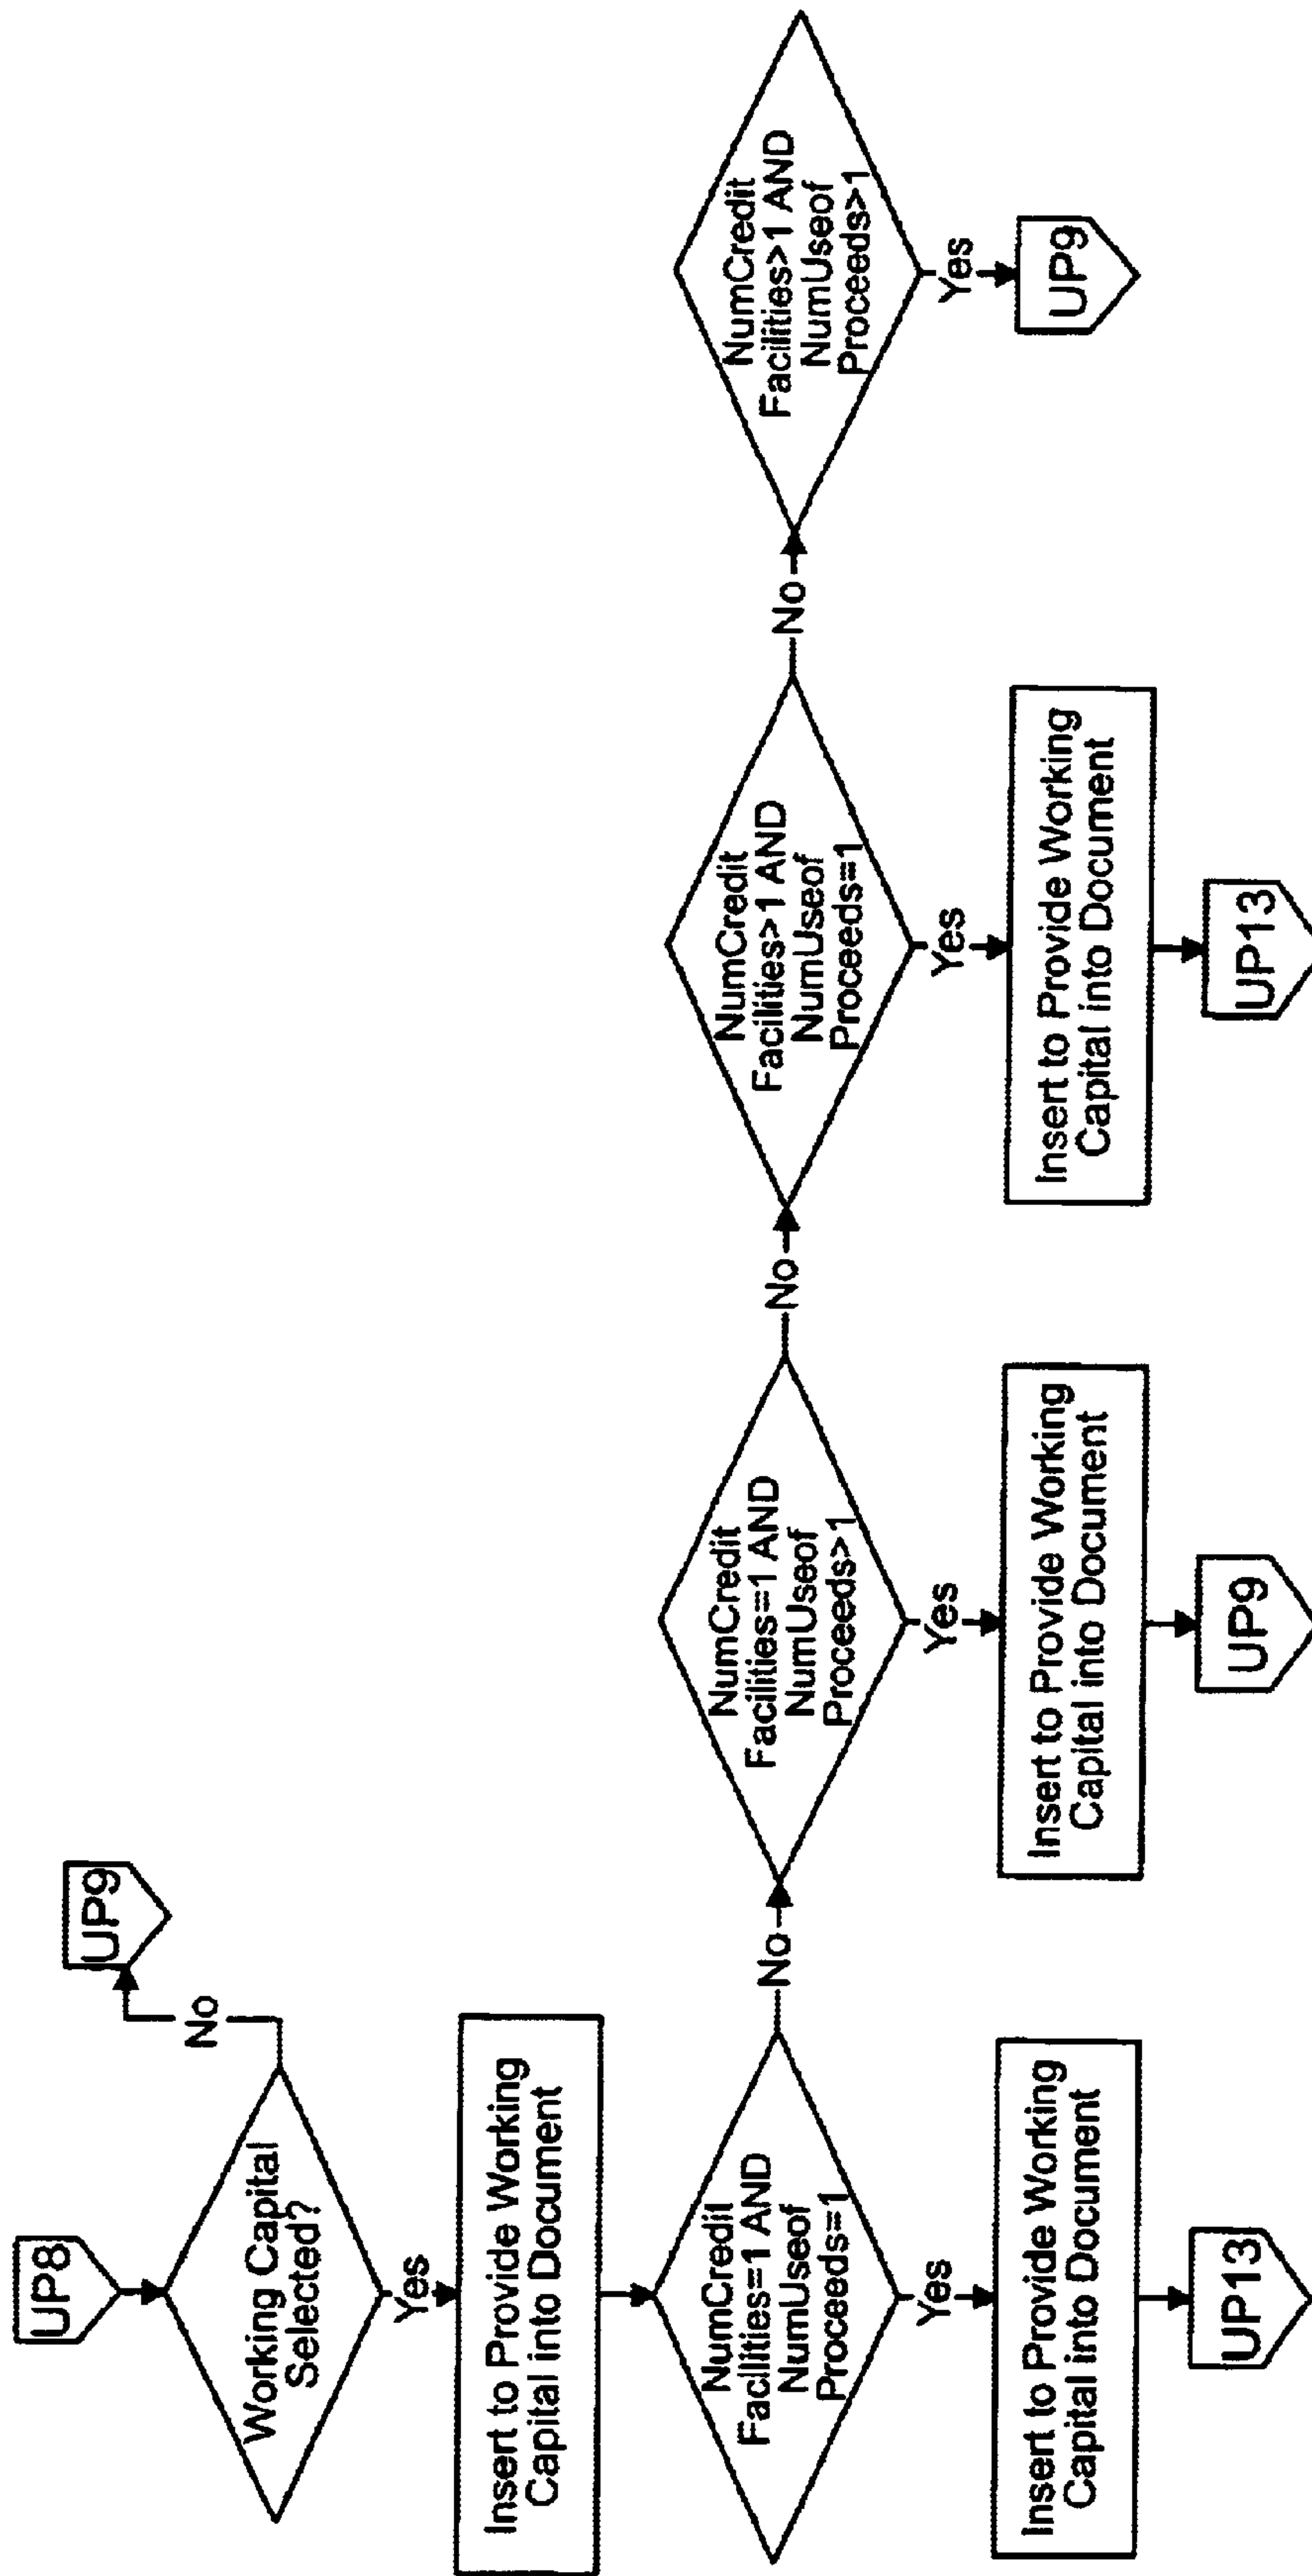 UP8
Working Capital
Selected?
No
UP9
Yes
Insert to Provide Working
Capital into Document
NumCredit
Facilities=1 AND
NumUseof
Proceeds=1
No
Yes
Insert to Provide Working
Capital into Document
UP13
NumCredit
Facilities=1 AND
NumUseof
Proceeds>1
No
Yes
Insert to Provide Working
Capital into Document
UP9
NumCredit
Facilities>1 AND
NumUseof
Proceeds=1
No
Yes
Insert to Provide Working
Capital into Document
UP13
NumCredit
Facilities>1 AND
NumUseof
Proceeds>1
Yes
UP9